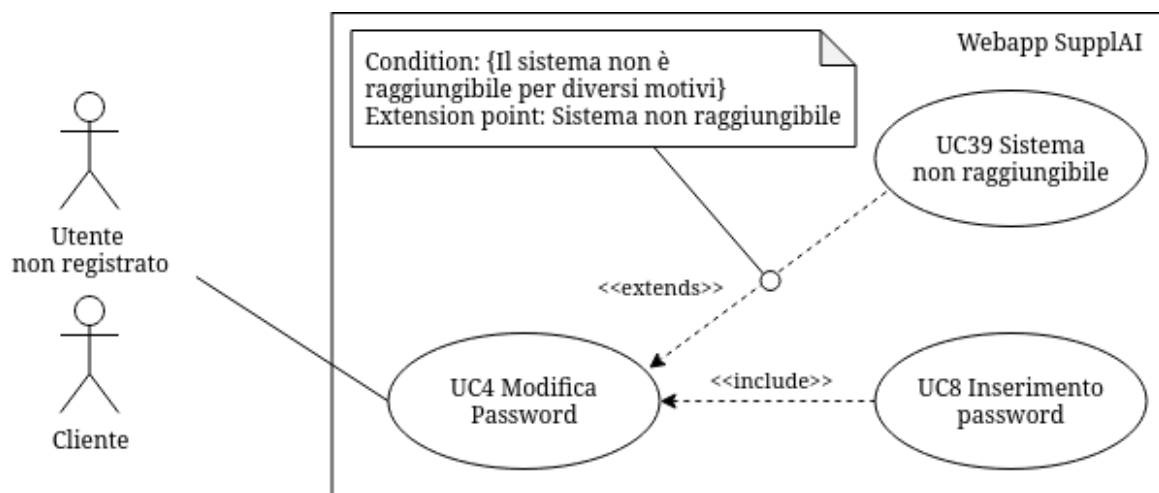 Webapp SupplAI
Condition: {Il sistema non è
raggiungibile per diversi motivi}
Extension point: Sistema non raggiungibile
UC39 Sistema
non raggiungibile
Utente
non registrato
<<extends>>
<<include>>
UC4 Modifica
Password
UC8 Inserimento
password
Cliente